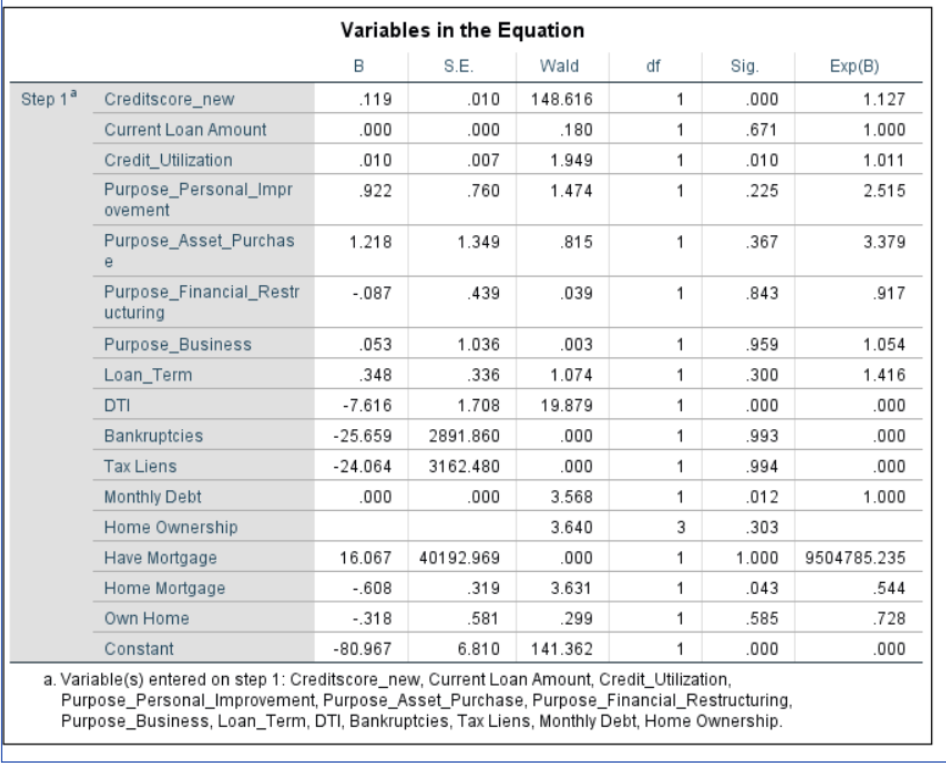 Variables in the Equation
B S.E. Wald df Sig. Exp(B)
Step 1a Creditscore_new .119 .010 148.616 1 .000 1.127
Current Loan Amount .000 .000 .180 1 .671 1.000
Credit_Utilization .010 .007 1.949 1 .010 1.011
Purpose_Personal_Impr .922 .760 1.474 1 .225 2.515
ovement
Purpose_Asset_Purchas 1.218 1.349 .815 1 .367 3.379
e
Purpose_Financial_Restr -.087 .439 .039 1 .843 .917
ucturing
Purpose_Business .053 1.036 .003 1 .959 1.054
Loan_Term .348 .336 1.074 1 .300 1.416
DTI -7.616 1.708 19.879 1 .000 .000
Bankruptcies -25.659 2891.860 .000 1 .993 .000
Tax Liens -24.064 3162.480 .000 1 .994 .000
Monthly Debt .000 .000 3.568 1 .012 1.000
Home Ownership 3.640 3 .303
Have Mortgage 16.067 40192.969 .000 1 1.000 9504785.235
Home Mortgage -.608 .319 3.631 1 .043 .544
Own Home -.318 .581 .299 1 .585 .728
Constant -80.967 6.810 141.362 1 .000 .000
a. Variable(s) entered on step 1: Creditscore_new, Current Loan Amount, Credit_Utilization,
Purpose_Personal_Improvement, Purpose_Asset_Purchase, Purpose_Financial_Restructuring,
Purpose_Business, Loan_Term, DTI, Bankruptcies, Tax Liens, Monthly Debt, Home Ownership.